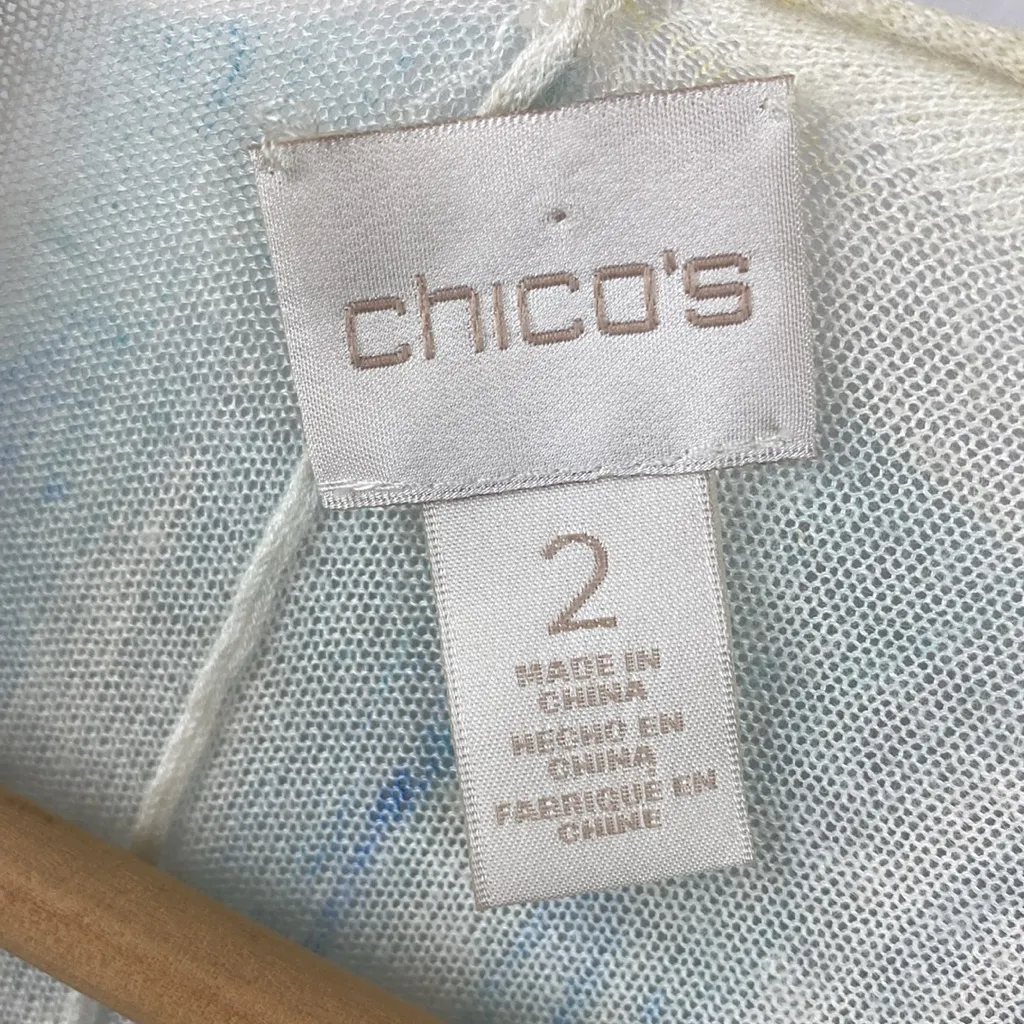 chico's
2
MADE IN
CHINA
HECHO EN
CHINA
FABRIQUÉ EN
CHINE